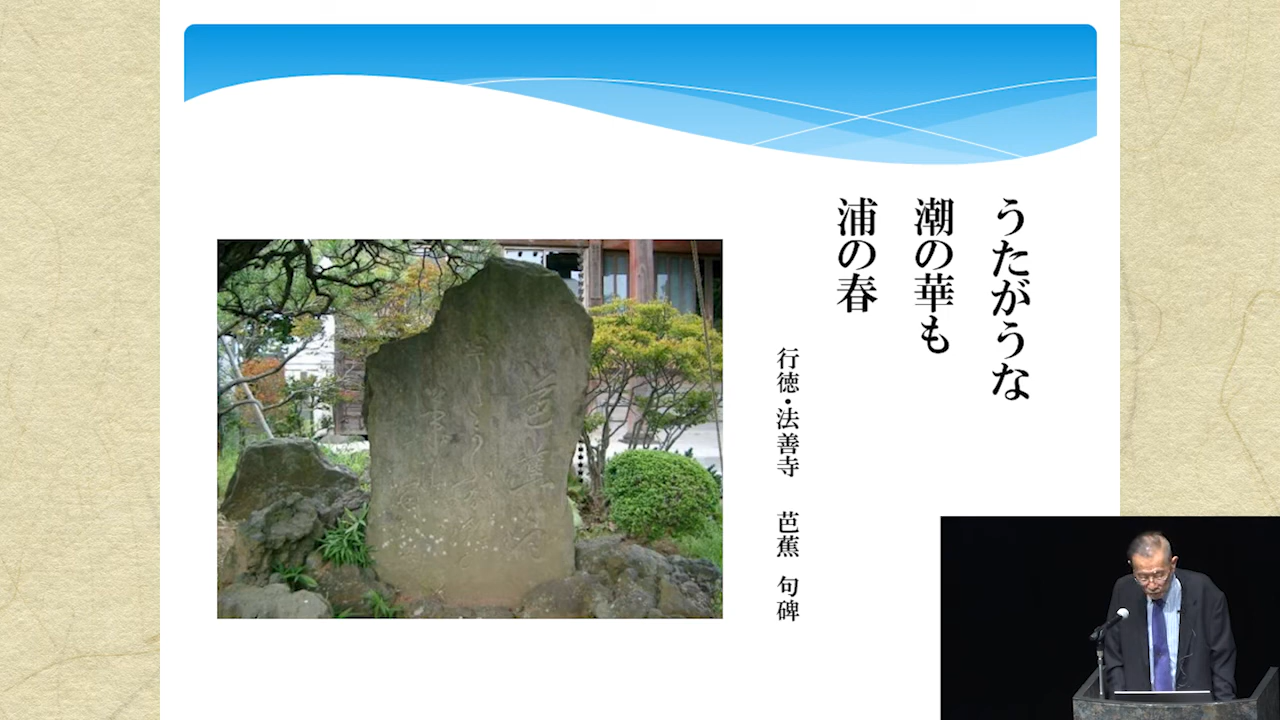 うたがうな
潮の華も
浦の春
行徳・法善寺 芭蕉 句碑